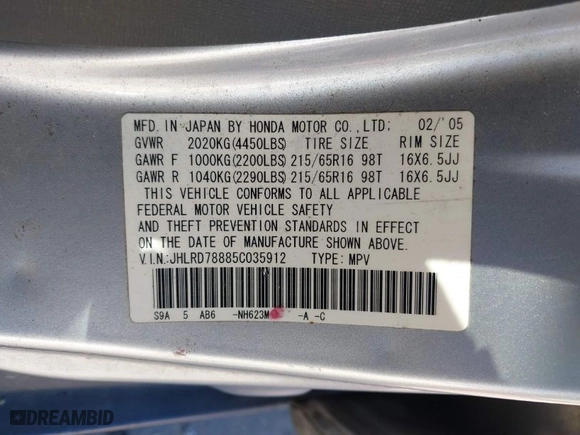 MFD. IN JAPAN BY HONDA MOTOR CO., LTD: 02/'05
GVWR 2020KG(4450LBS) TIRE SIZE RIM SIZE
GAWR F 1000KG(2200LBS) 215/65R16 98T 16X6.5JJ
GAWR R 1040KG(2290LBS) 215/65R16 98T 16X6.5JJ
THIS VEHICLE CONFORMS TO ALL APPLICABLE
FEDERAL MOTOR VEHICLE SAFETY
AND THEFT PREVENTION STANDARDS IN EFFECT
ON THE DATE OF MANUFACTURE SHOWN ABOVE.
V.I.N.:JHLRD78885C035912 TYPE: MPV
S9A 5 AB6 -NH623M -A -C
DREAMBID